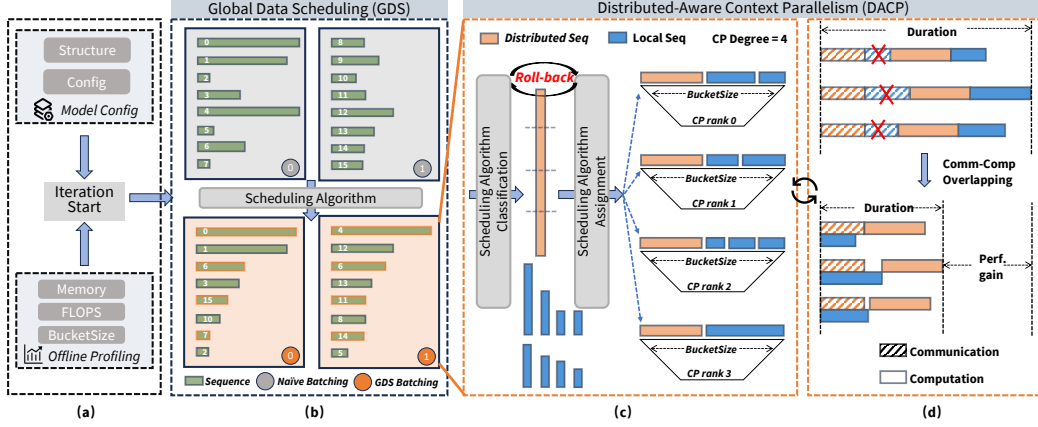 Global Data Scheduling (GDS)
Distributed-Aware Context Parallelism (DACP)
Structure
Config
Model Config
Iteration
Start
Memory
FLOPS
BucketSize
Offline Profiling
(a)
0
1
2
3
4
5
6
7
0
8
9
10
11
12
13
14
15
1
Scheduling Algorithm
0
1
6
3
15
10
7
2
0
4
12
6
13
11
8
14
5
1
Sequence
Naïve Batching
GDS Batching
(b)
Distributed Seq
Local Seq
CP Degree = 4
Roll-back
Scheduling Algorithm
Classification
Scheduling Algorithm
Assignment
BucketSize
CP rank 0
BucketSize
CP rank 1
BucketSize
CP rank 2
BucketSize
CP rank 3
(c)
Duration
Comm-Comp
Overlapping
Duration
Perf.
gain
Communication
Computation
(d)